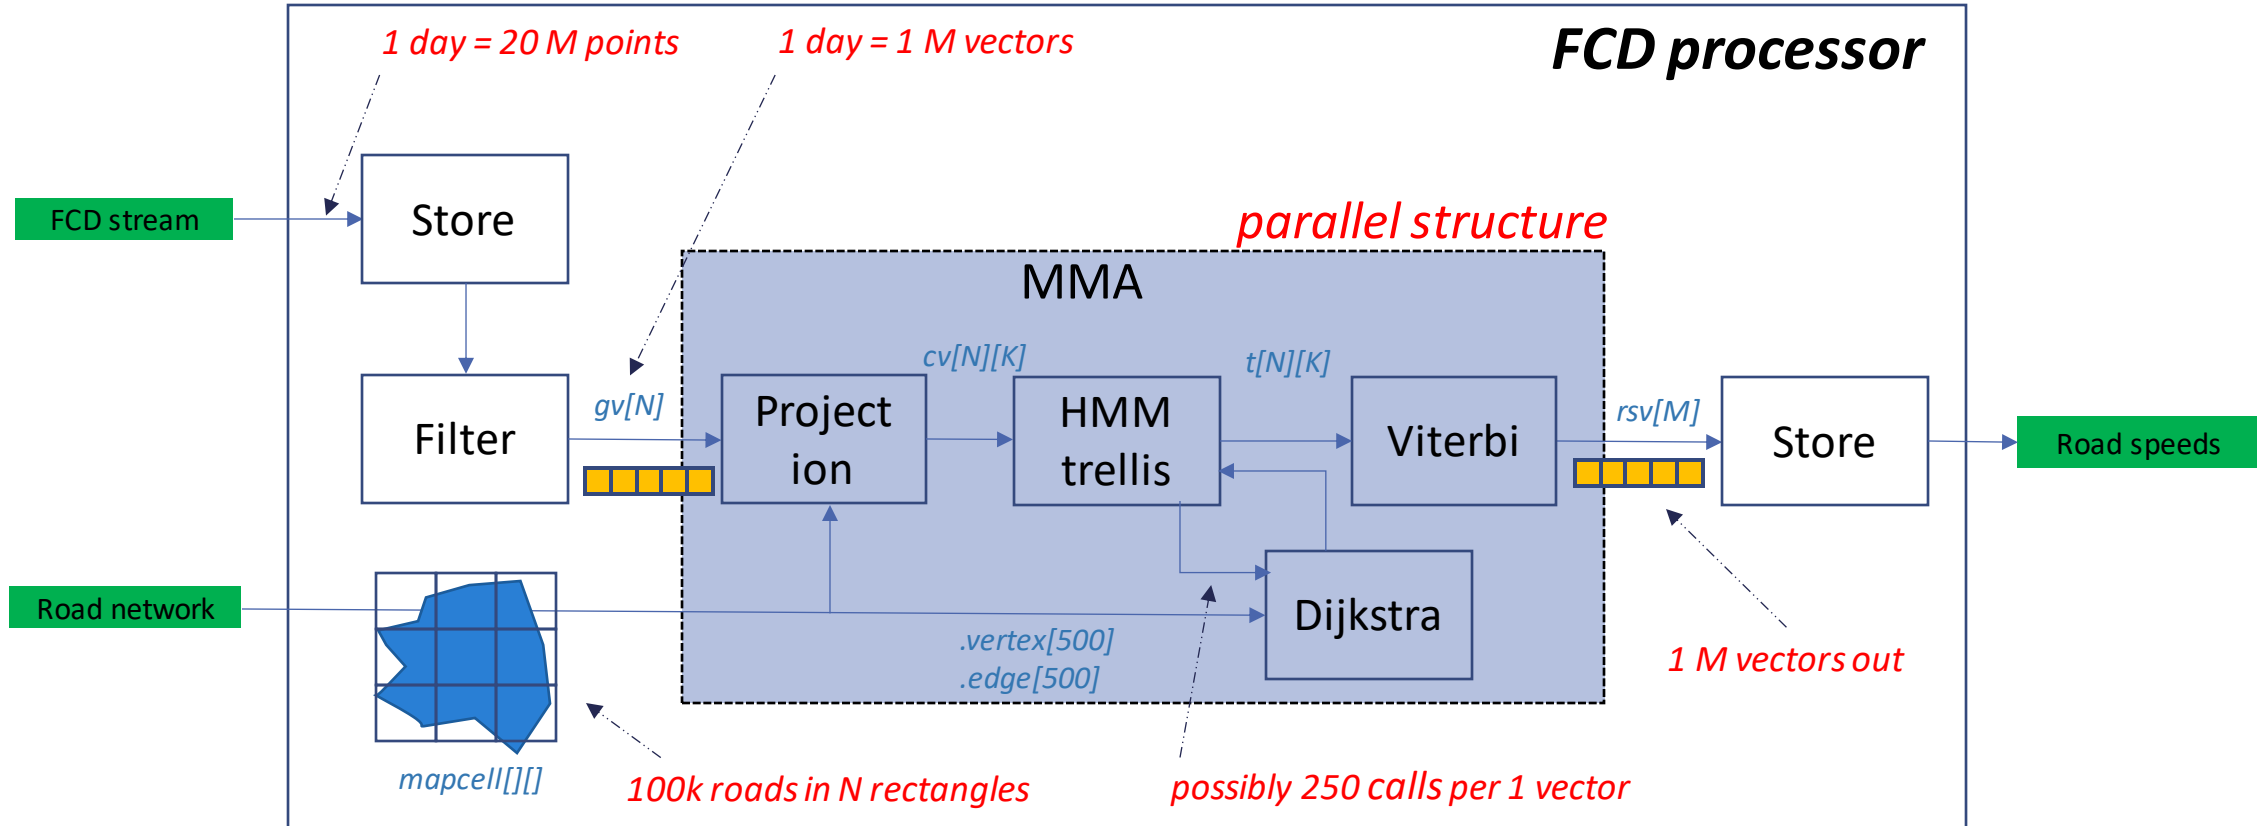 1 day = 20 M points
1 day = 1 M vectors
FCD processor
FCD stream
Store
parallel structure
MMA
Filter
gv[N]
Project
ion
cv[N][K]
HMM
trellis
t[N][K]
Viterbi
rsv[M]
Store
Road speeds
Road network
Dijkstra
.vertex[500]
.edge[500]
1 M vectors out
mapcell[][]
100k roads in N rectangles
possibly 250 calls per 1 vector